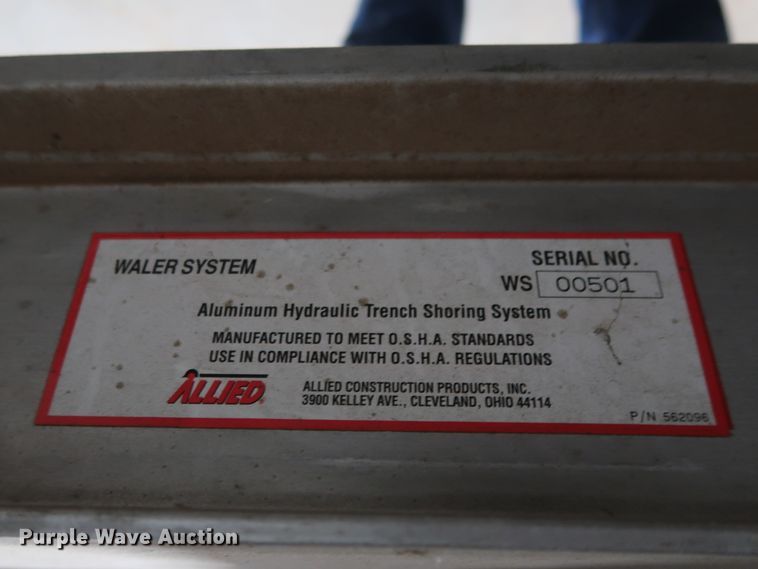 WALER SYSTEM
SERIAL NO.
WS 00501
Aluminum Hydraulic Trench Shoring System
MANUFACTURED TO MEET O.S.H.A. STANDARDS
USE IN COMPLIANCE WITH O.S.H.A. REGULATIONS
ALLIED
ALLIED CONSTRUCTION PRODUCTS, INC.
3900 KELLEY AVE., CLEVELAND, OHIO 44114
P/N 562096
Purple Wave Auction